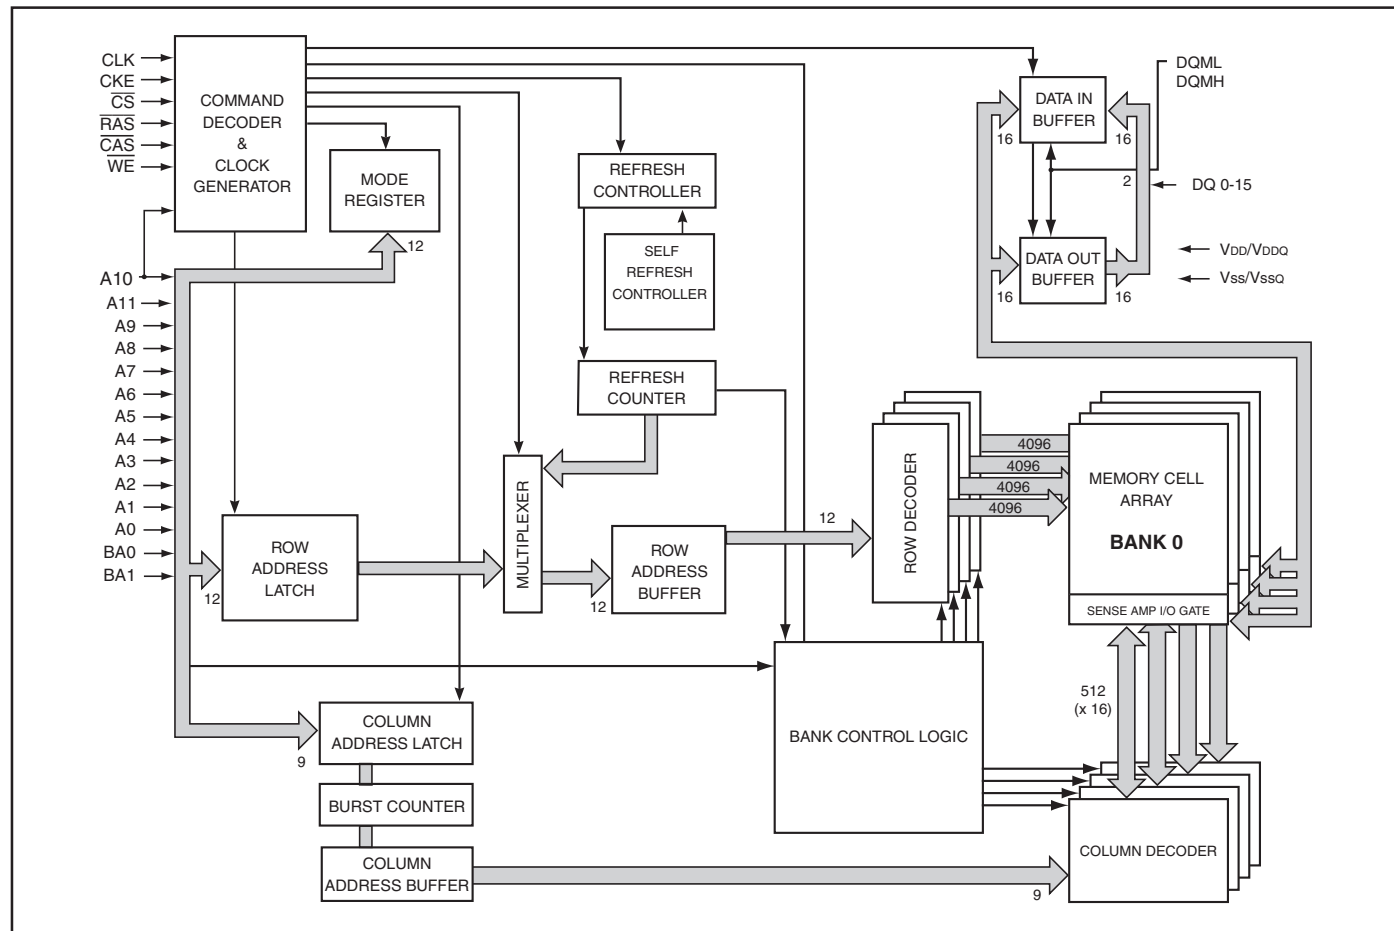 CLK
CKE
CS
RAS
CAS
WE
A10
A11
A9
A8
A7
A6
A5
A4
A3
A2
A1
A0
BA0
BA1
COMMAND
DECODER
&
CLOCK
GENERATOR
MODE
REGISTER
12
REFRESH
CONTROLLER
SELF
REFRESH
CONTROLLER
REFRESH
COUNTER
DATA IN
BUFFER
16
16
DQML
DQMH
2
DQ 0-15
DATA OUT
BUFFER
16
16
VDD/VDDQ
Vss/VssQ
MULTIPLEXER
ROW
ADDRESS
LATCH
12
ROW
ADDRESS
BUFFER
12
12
ROW DECODER
4096
4096
4096
4096
MEMORY CELL
ARRAY
BANK 0
SENSE AMP I/O GATE
512
(x 16)
BANK CONTROL LOGIC
COLUMN
ADDRESS LATCH
9
BURST COUNTER
COLUMN
ADDRESS BUFFER
9
COLUMN DECODER